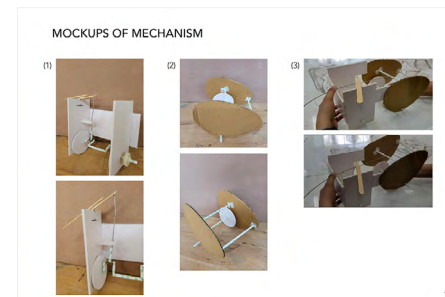 MOCKUPS OF MECHANISM
(1)
(2)
(3)